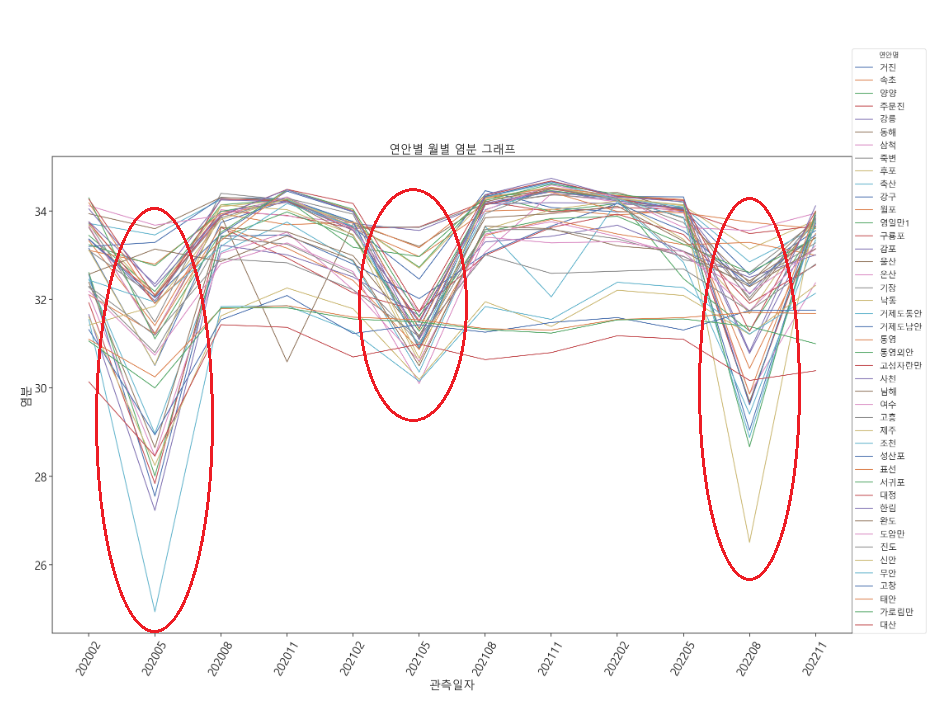 연안별 월별 염분 그래프
염분
34
32
30
28
26
202002
202005
202008
202011
202102
202105
202108
202111
202202
202205
202208
202211
관측일자
연안명
거진
속초
양양
주문진
강릉
동해
삼척
죽변
후포
축산
강구
월포
영일만1
구룡포
감포
울산
온산
기장
낙동
거제도동안
거제도남안
통영
통영외안
고성자란만
사천
남해
여수
고흥
제주
조천
성산포
표선
서귀포
대정
한림
완도
도암만
진도
신안
무안
고창
태안
가로림만
대산